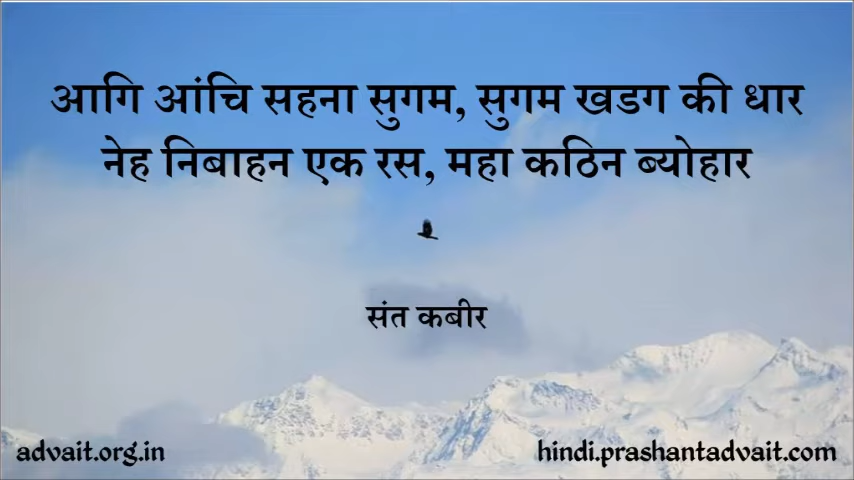 आगि आंचि सहना सुगम, सुगम खडग की धार
नेह निबाहन एक रस, महा कठिन ब्योहार
संत कबीर
advait.org.in
hindi.prashantadvait.com